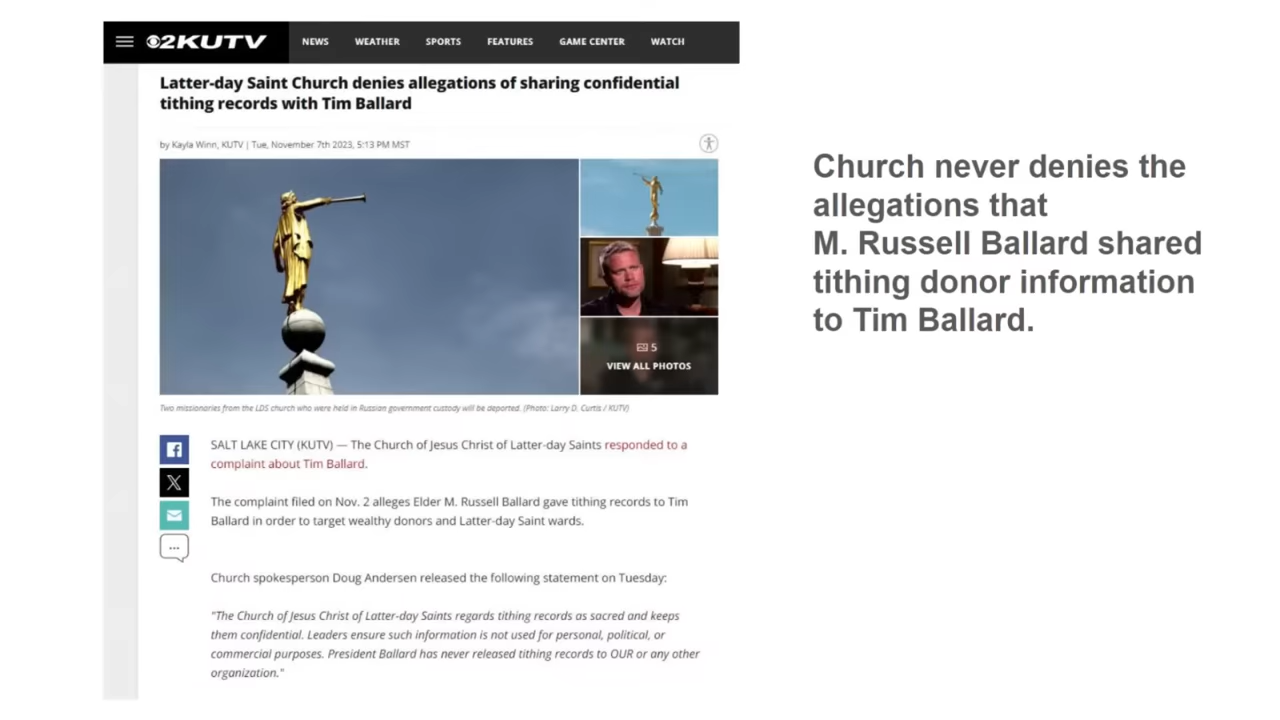 2KUTV NEWS WEATHER SPORTS FEATURES GAME CENTER WATCH
Latter-day Saint Church denies allegations of sharing confidential
tithing records with Tim Ballard
by Kayla Winn, KUTV | Tue, November 7th 2023, 5:13 PM MST
5
VIEW ALL PHOTOS
Two missionaries from the LDS church who were held in Russian government custody will be deported. (Photo: Larry D. Curtis / KUTV)
SALT LAKE CITY (KUTV) — The Church of Jesus Christ of Latter-day Saints responded to a
complaint about Tim Ballard.
The complaint filed on Nov. 2 alleges Elder M. Russell Ballard gave tithing records to Tim
Ballard in order to target wealthy donors and Latter-day Saint wards.
Church spokesperson Doug Andersen released the following statement on Tuesday:
"The Church of Jesus Christ of Latter-day Saints regards tithing records as sacred and keeps
them confidential. Leaders ensure such information is not used for personal, political, or
commercial purposes. President Ballard has never released tithing records to OUR or any other
organization."
Church never denies the
allegations that
M. Russell Ballard shared
tithing donor information
to Tim Ballard.